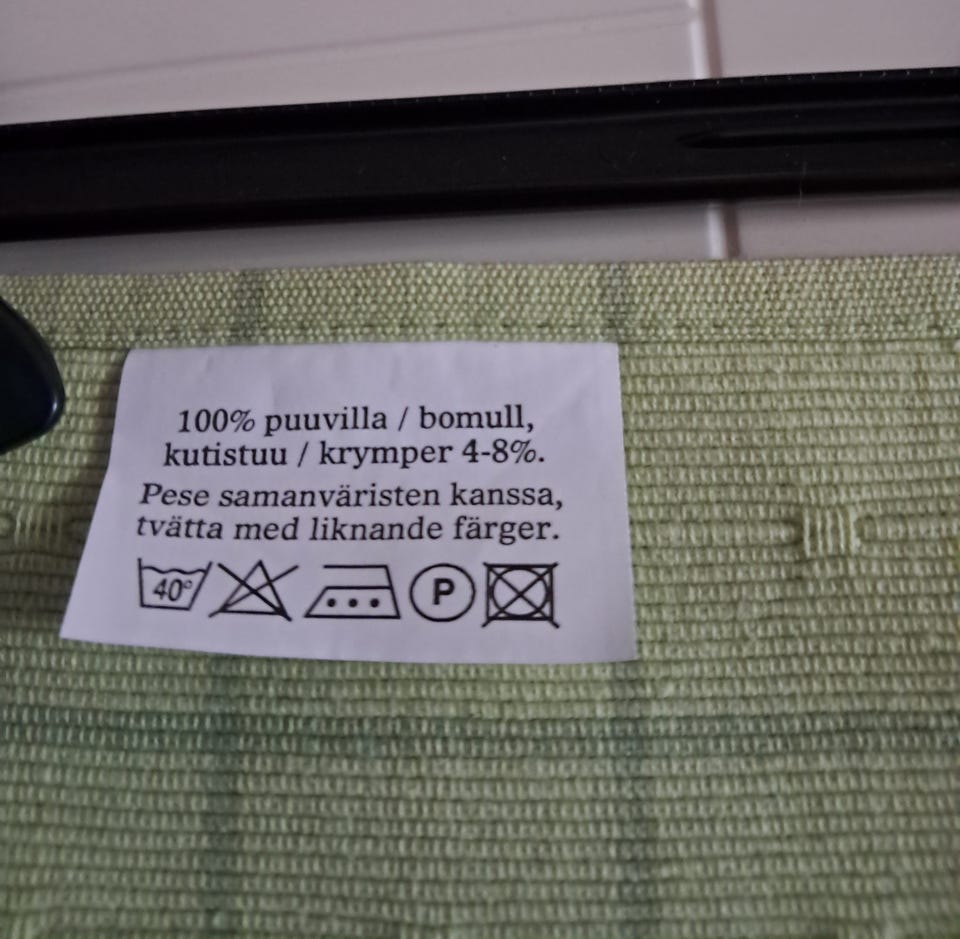 100% puuvilla / bomull,
kutistuu / krymper 4-8%.
Pese samanväristen kanssa,
tvätta med liknande färger.
40° P